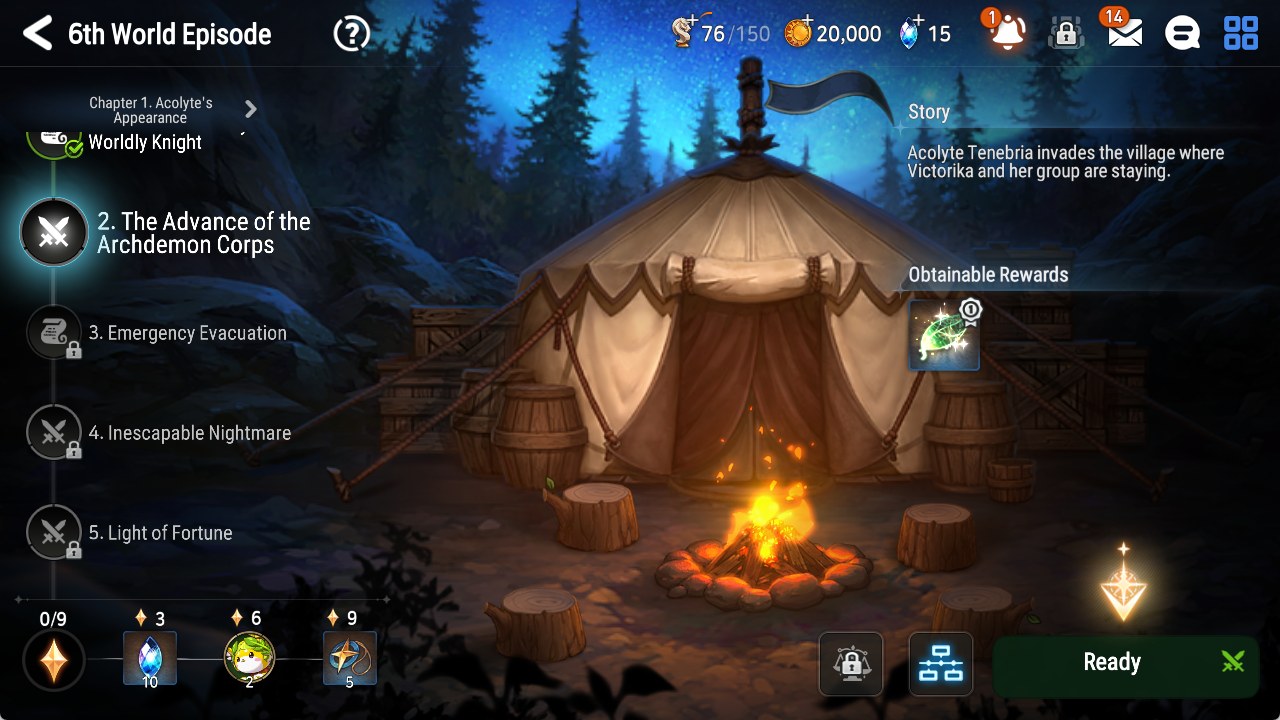 6th World Episode
?
76/150
20,000
15
1
14
Chapter 1. Acolyte's
Appearance
Worldly Knight
2. The Advance of the
Archdemon Corps
3. Emergency Evacuation
4. Inescapable Nightmare
5. Light of Fortune
0/9
3
6
9
10
2
5
Story
Acolyte Tenebria invades the village where
Victorika and her group are staying.
Obtainable Rewards
1
Ready